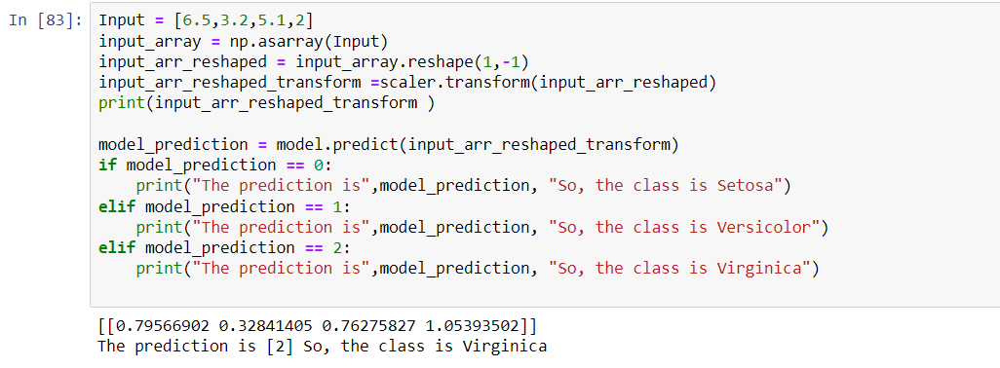 In [83]: Input = [6.5,3.2,5.1,2]
input_array = np.asarray(Input)
input_arr_reshaped = input_array.reshape(1,-1)
input_arr_reshaped_transform =scaler.transform(input_arr_reshaped)
print(input_arr_reshaped_transform )

model_prediction = model.predict(input_arr_reshaped_transform)
if model_prediction == 0:
    print("The prediction is",model_prediction, "So, the class is Setosa")
elif model_prediction == 1:
    print("The prediction is",model_prediction, "So, the class is Versicolor")
elif model_prediction == 2:
    print("The prediction is",model_prediction, "So, the class is Virginica")

[[0.79566902 0.32841405 0.76275827 1.05393502]]
The prediction is [2] So, the class is Virginica